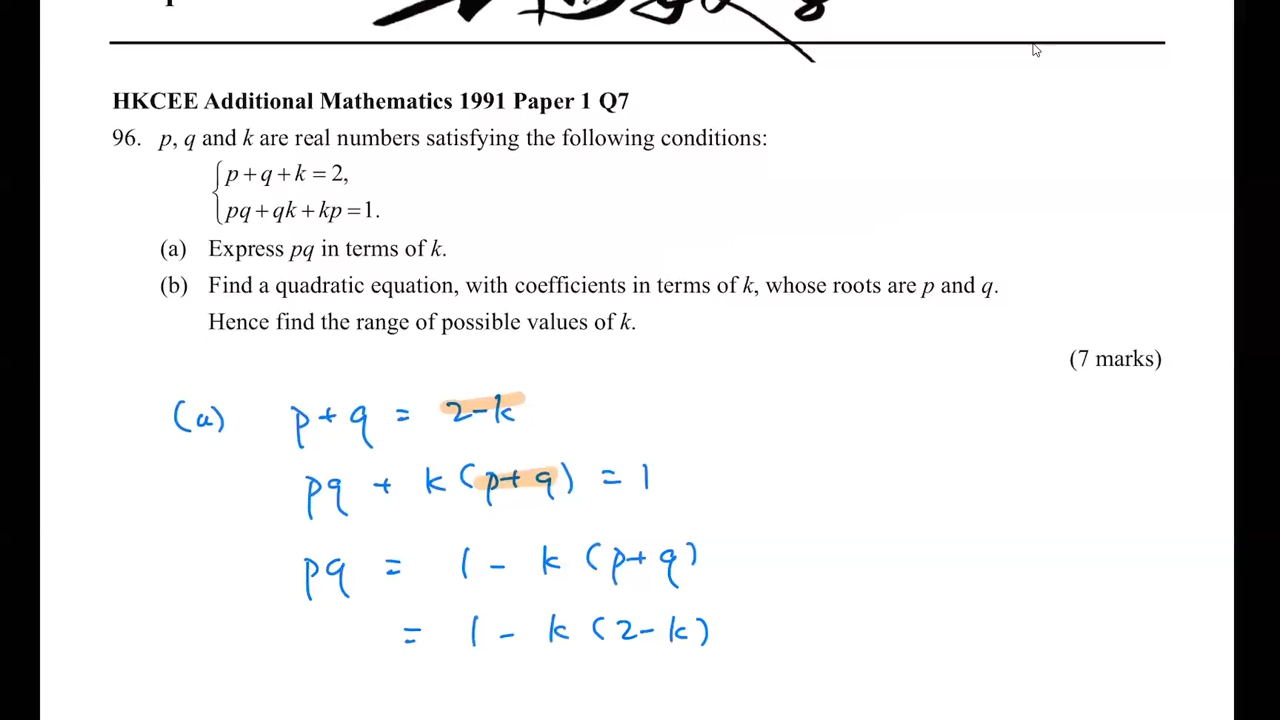 HKCEE Additional Mathematics 1991 Paper 1 Q7
96. p, q and k are real numbers satisfying the following conditions:
p + q + k = 2,
pq + qk + kp = 1.
(a) Express pq in terms of k.
(b) Find a quadratic equation, with coefficients in terms of k, whose roots are p and q.
Hence find the range of possible values of k.
(7 marks)
(a) p + q = 2 - k
pq + k (p + q) = 1
pq = 1 - k (p + q)
= 1 - k (2 - k)